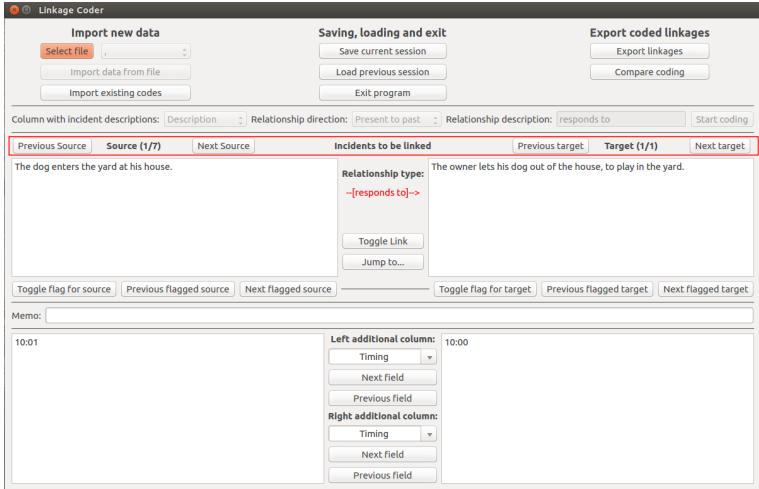 Linkage Coder
Import new data Saving, loading and exit Export coded linkages
Select file , Save current session Export linkages
Import data from file Load previous session Compare coding
Import existing codes Exit program
Column with incident descriptions: Description Relationship direction: Present to past Relationship description: responds to Start coding
Previous Source Source (1/7) Next Source Incidents to be linked Previous target Target (1/1) Next target
The dog enters the yard at his house. Relationship type: The owner lets his dog out of the house, to play in the yard.
--[responds to]-->
Toggle Link
Jump to...
Toggle flag for source Previous flagged source Next flagged source Toggle flag for target Previous flagged target Next flagged target
Memo:
10:01 Left additional column: 10:00
Timing
Next field
Previous field
Right additional column:
Timing
Next field
Previous field